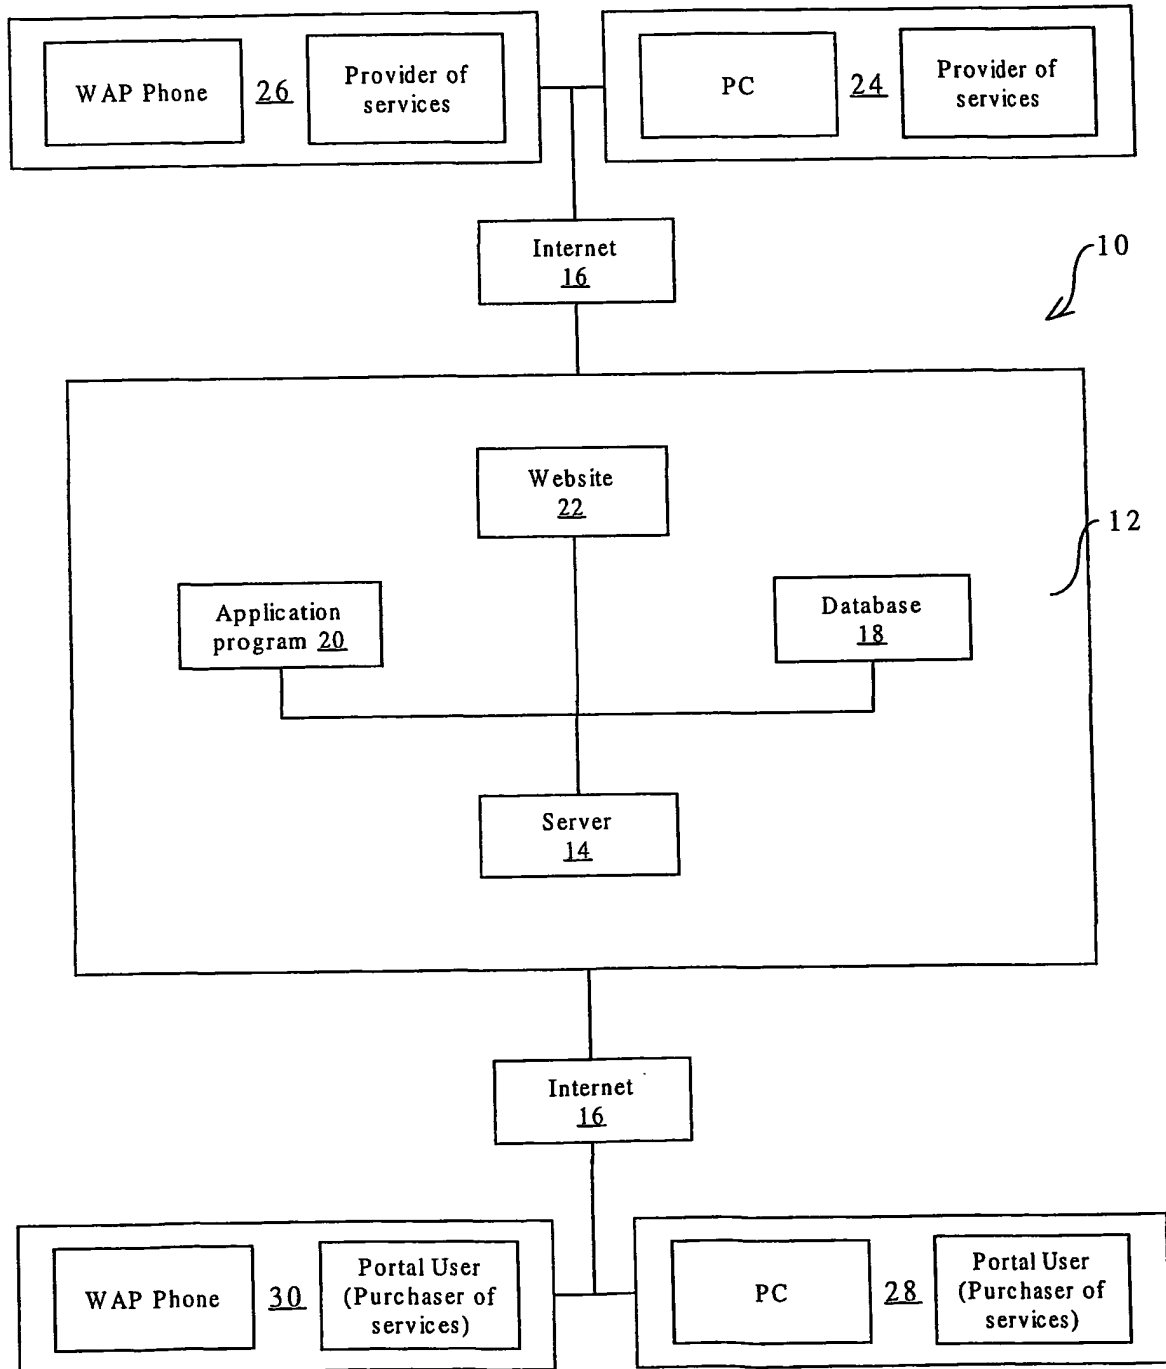 WAP Phone
26
Provider of
services
PC
24
Provider of
services
Internet
16
10
Website
22
12
Application
program 20
Database
18
Server
14
Internet
16
WAP Phone
30
Portal User
(Purchaser of
services)
PC
28
Portal User
(Purchaser of
services)